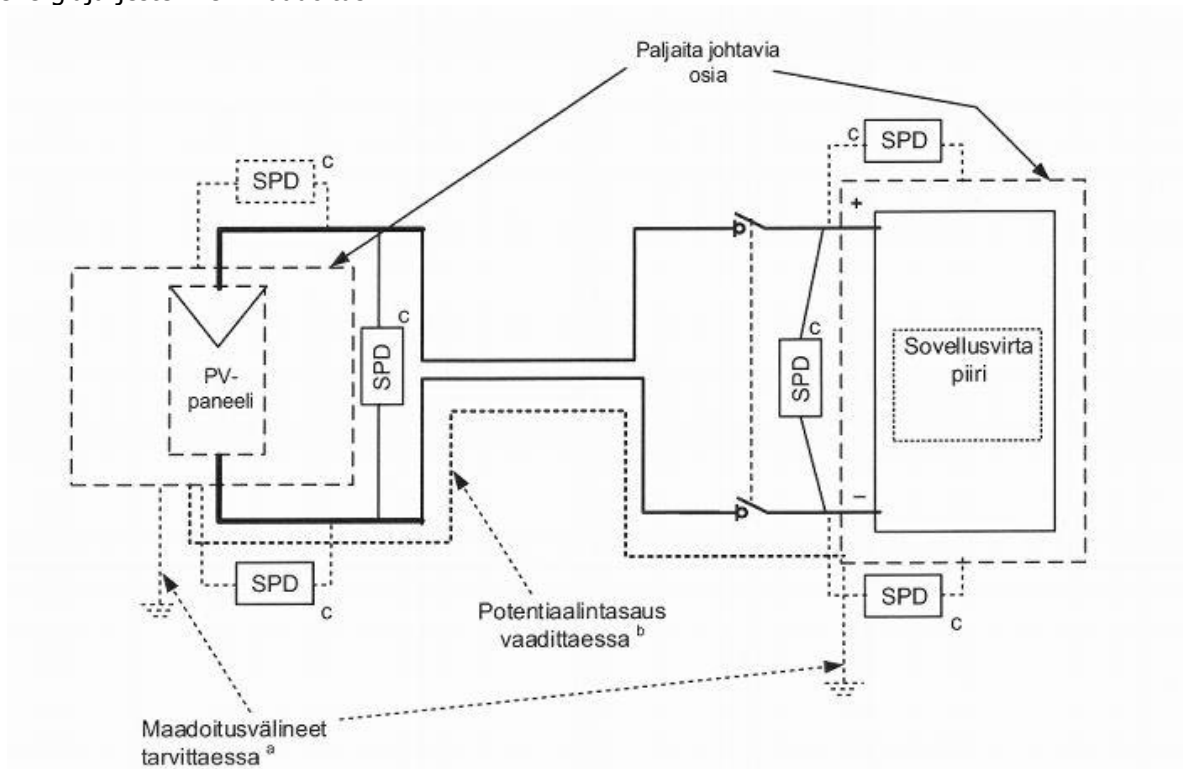 Paljaita johtavia
osia
c
SPD
c
SPD
+
c
SPD
PV-
paneeli
c
SPD
Sovellusvirta
piiri
–
SPD
c
SPD
c
Potentiaalintasaus
vaadittaessa b
Maadoitusvälineet
tarvittaessa a